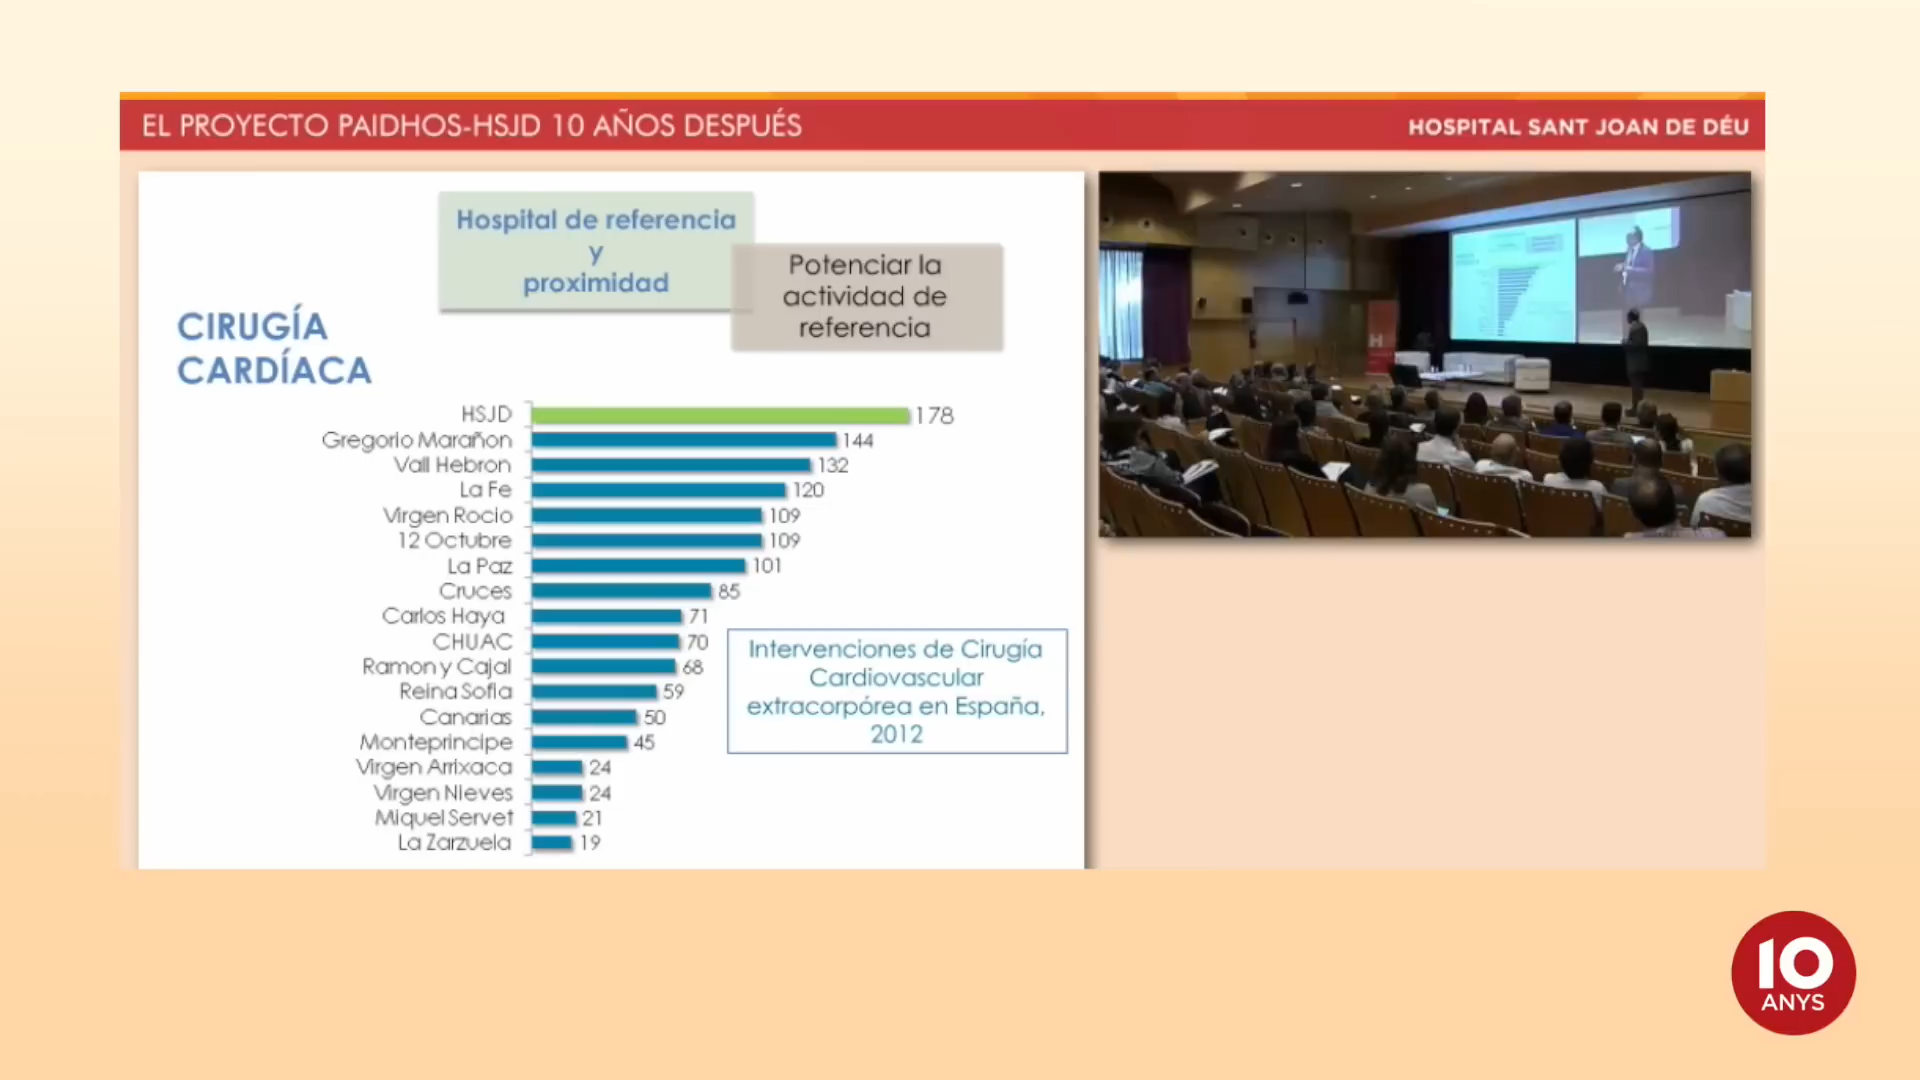 EL PROYECTO PAIDHOS-HSJD 10 AÑOS DESPUÉS
HOSPITAL SANT JOAN DE DÉU
Hospital de referencia
y
proximidad
Potenciar la
actividad de
referencia
CIRUGÍA
CARDÍACA
HSJD 178
Gregorio Marañon 144
Vall Hebron 132
La Fe 120
Virgen Rocio 109
12 Octubre 109
La Paz 101
Cruces 85
Carlos Haya 71
CHUAC 70
Ramon y Cajal 68
Reina Sofia 59
Canarias 50
Monteprincipe 45
Virgen Arrixaca 24
Virgen Nieves 24
Miquel Servet 21
La Zarzuela 19
Intervenciones de Cirugía
Cardiovascular
extracorpórea en España,
2012
H
10
ANYS